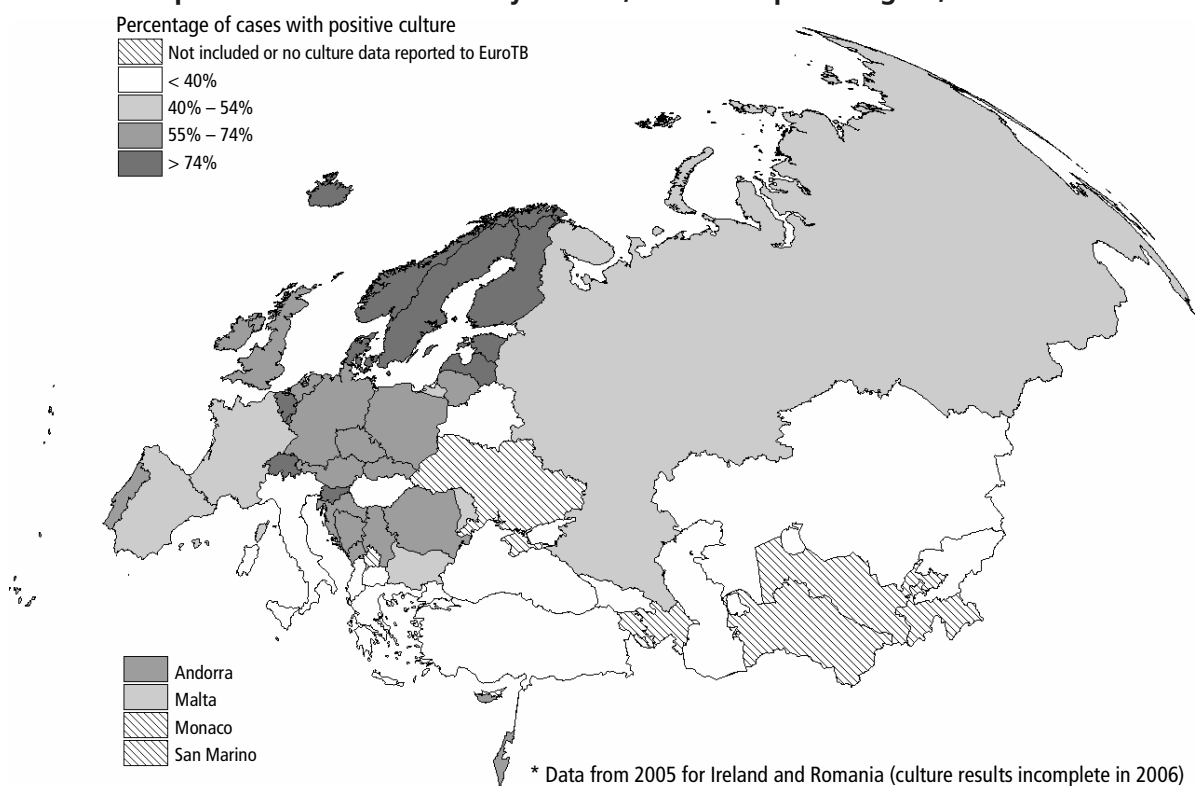 Percentage of cases with positive culture
Not included or no culture data reported to EuroTB
< 40%
40% – 54%
55% – 74%
> 74%
Andorra
Malta
Monaco
San Marino
* Data from 2005 for Ireland and Romania (culture results incomplete in 2006)